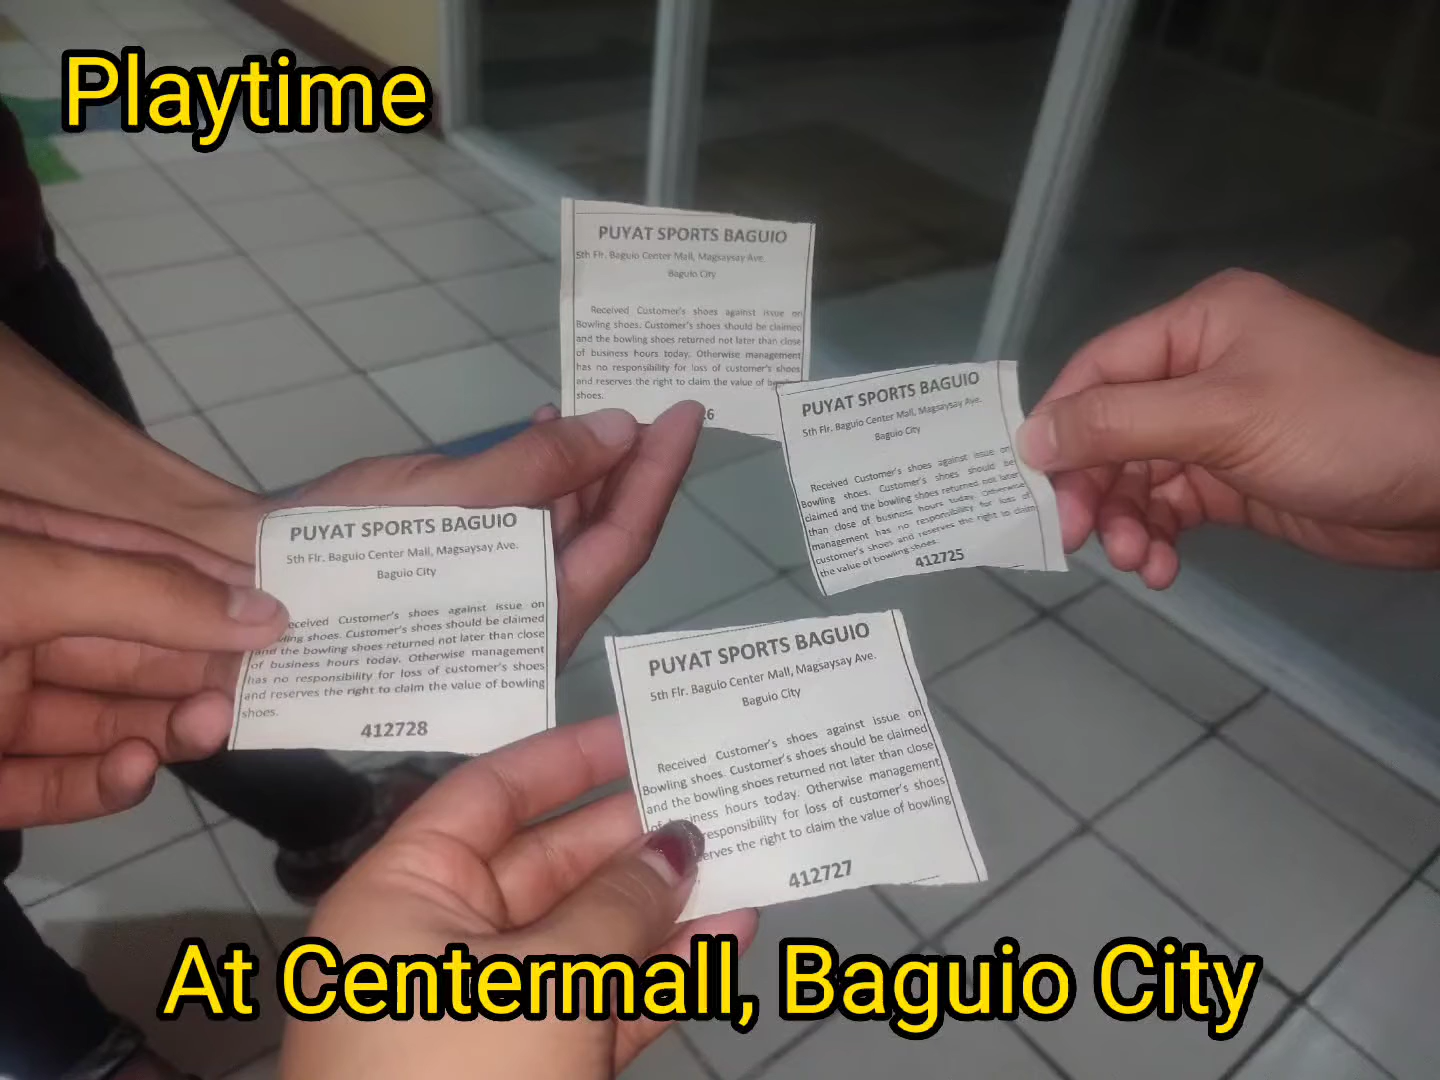 Playtime
PUYAT SPORTS BAGUIO
5th Flr. Baguio Center Mall, Magsaysay Ave.
Baguio City
Received Customer's shoes against issue on
Bowling shoes. Customer's shoes should be claimed
and the bowling shoes returned not later than close
of business hours today. Otherwise management
has no responsibility for loss of customer's shoes
and reserves the right to claim the value of
shoes.
26
PUYAT SPORTS BAGUIO
5th Flr. Baguio Center Mall, Magsaysay Ave.
Baguio City
Received Customer's shoes against issue on
Bowling shoes. Customer's shoes should be
claimed and the bowling shoes returned not later
than close of business hours today. Otherwise
management has no responsibility for loss of
customer's shoes and reserves the right to claim
the value of bowling shoes.
412725
PUYAT SPORTS BAGUIO
5th Flr. Baguio Center Mall, Magsaysay Ave.
Baguio City
eceived Customer's shoes against issue on
ling shoes. Customer's shoes should be claimed
and the bowling shoes returned not later than close
of business hours today. Otherwise management
has no responsibility for loss of customer's shoes
and reserves the right to claim the value of bowling
shoes.
412728
PUYAT SPORTS BAGUIO
5th Flr. Baguio Center Mall, Magsaysay Ave.
Baguio City
Received Customer's shoes against issue on
Bowling shoes. Customer's shoes should be claimed
and the bowling shoes returned not later than close
of business hours today. Otherwise management
responsibility for loss of customer's shoes
erves the right to claim the value of bowling
412727
At Centermall, Baguio City